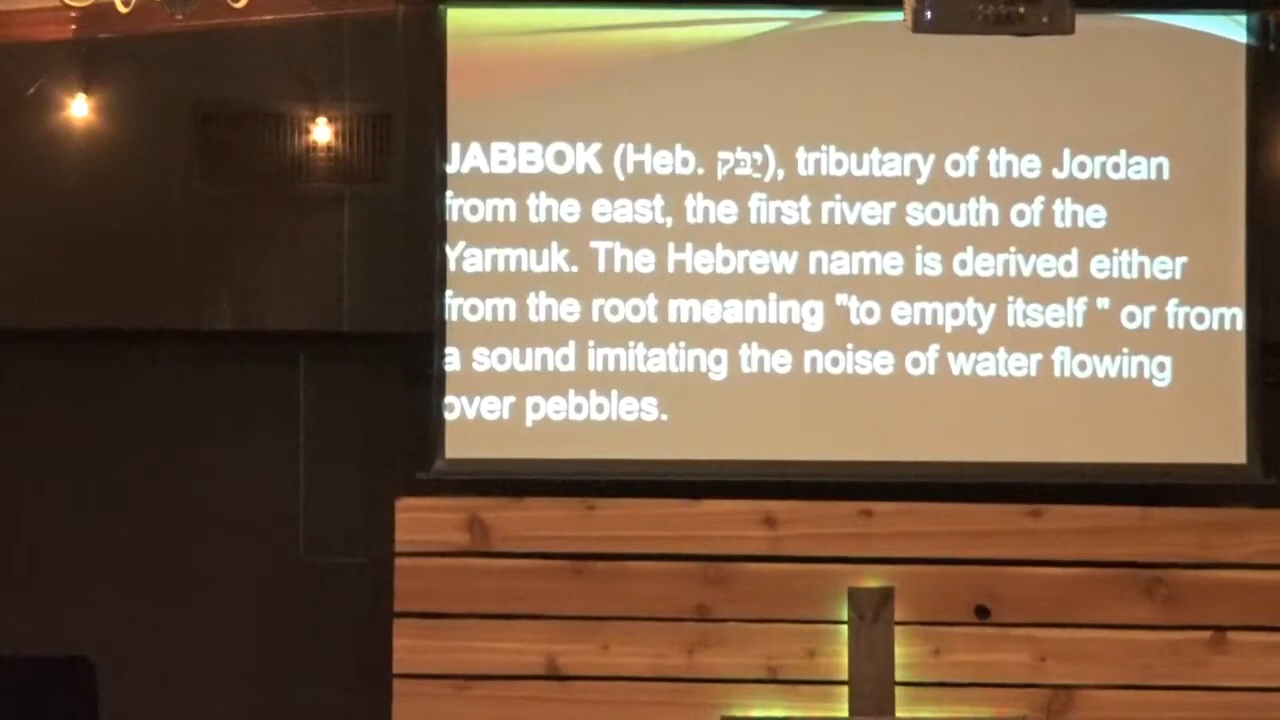 JABBOK (Heb. יַבֹּק), tributary of the Jordan
from the east, the first river south of the
Yarmuk. The Hebrew name is derived either
from the root meaning "to empty itself " or from
a sound imitating the noise of water flowing
over pebbles.